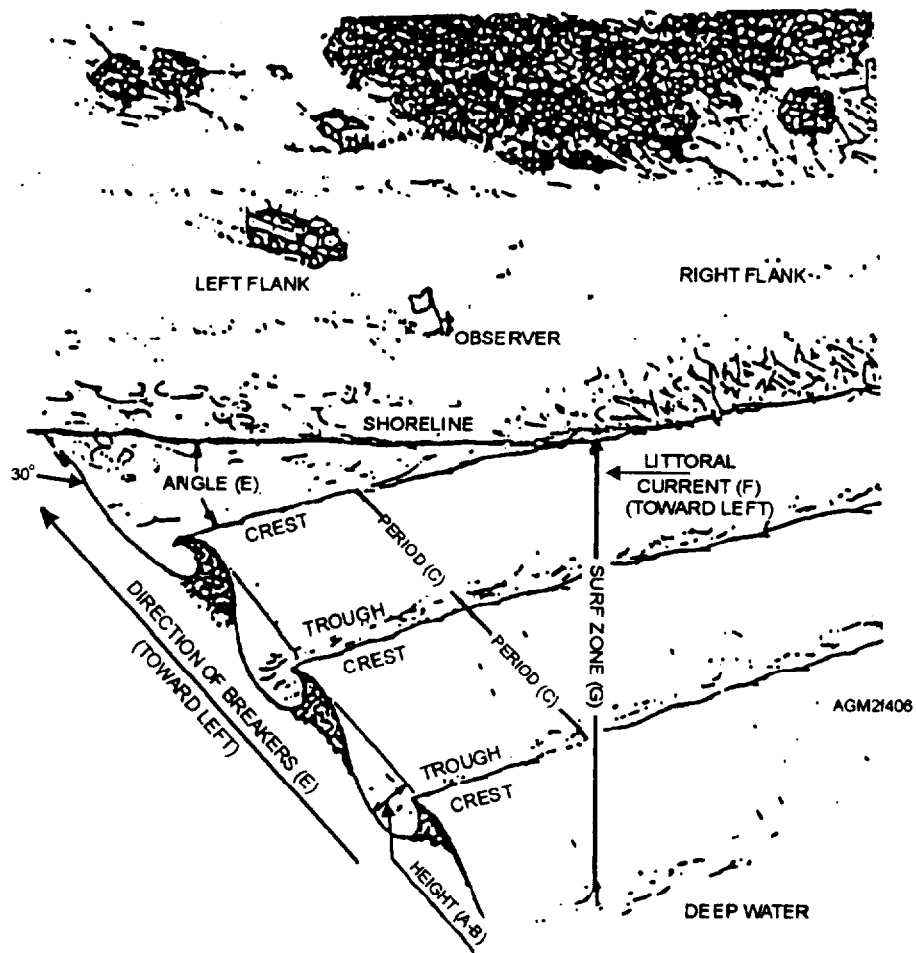 LEFT FLANK
RIGHT FLANK
OBSERVER
SHORELINE
30°
ANGLE (E)
LITTORAL
CURRENT (F)
(TOWARD LEFT)
CREST
PERIOD (C)
TROUGH
CREST
PERIOD (C)
SURF ZONE (G)
DIRECTION OF BREAKERS (E)
(TOWARD LEFT)
AGM2f406
TROUGH
CREST
HEIGHT (A-B)
DEEP WATER